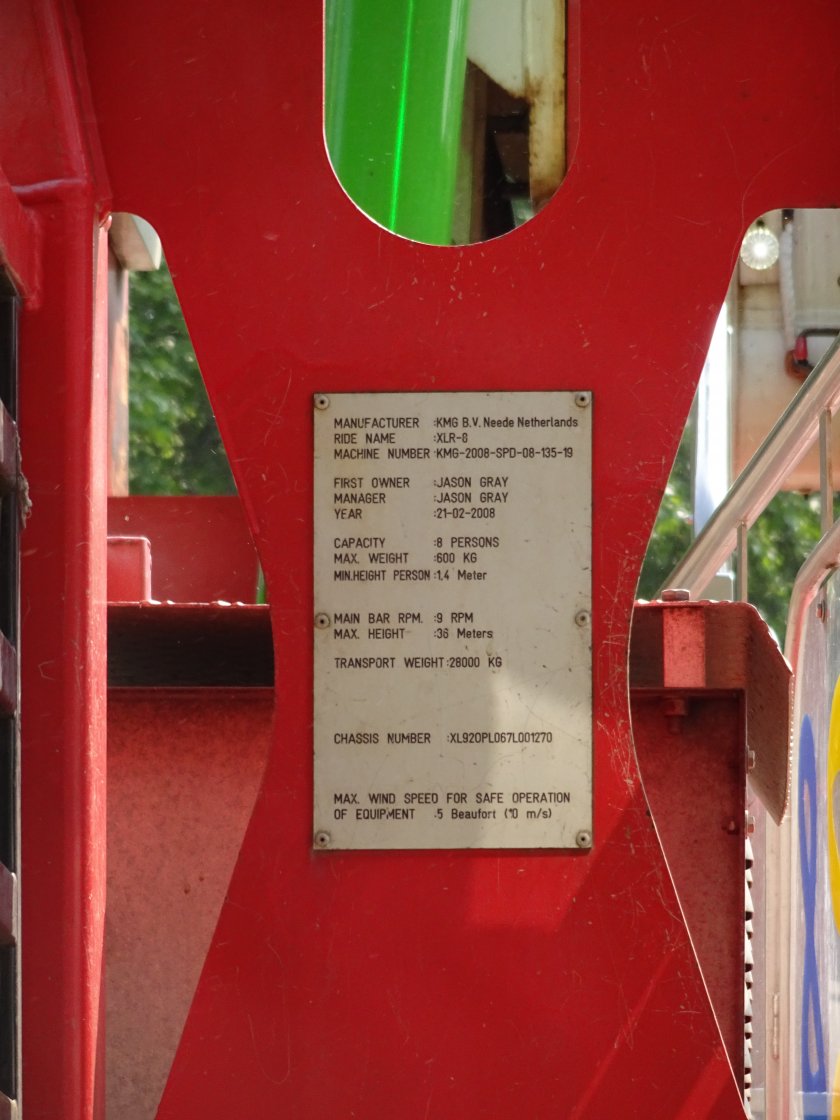 MANUFACTURER :KMG B.V. Neede Netherlands
RIDE NAME :XLR-8
MACHINE NUMBER :KMG-2008-SPD-08-135-19
FIRST OWNER :JASON GRAY
MANAGER :JASON GRAY
YEAR :21-02-2008
CAPACITY :8 PERSONS
MAX. WEIGHT :600 KG
MIN.HEIGHT PERSON :1.4 Meter
MAIN BAR RPM. :9 RPM
MAX. HEIGHT :36 Meters
TRANSPORT WEIGHT :28000 KG
CHASSIS NUMBER :XL920PL067L001270
MAX. WIND SPEED FOR SAFE OPERATION
OF EQUIPMENT :5 Beaufort (10 m/s)